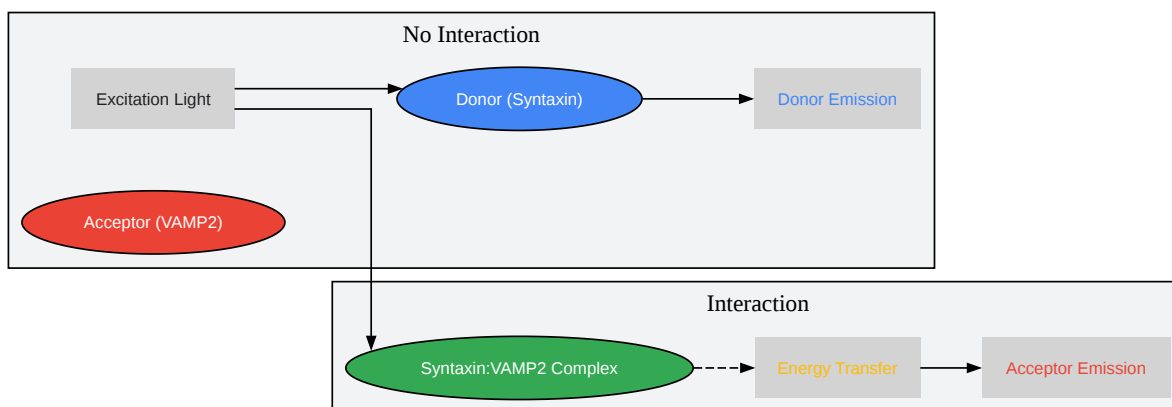 No Interaction
Excitation Light
Donor (Syntaxin)
Donor Emission
Acceptor (VAMP2)
Interaction
Syntaxin:VAMP2 Complex
Energy Transfer
Acceptor Emission